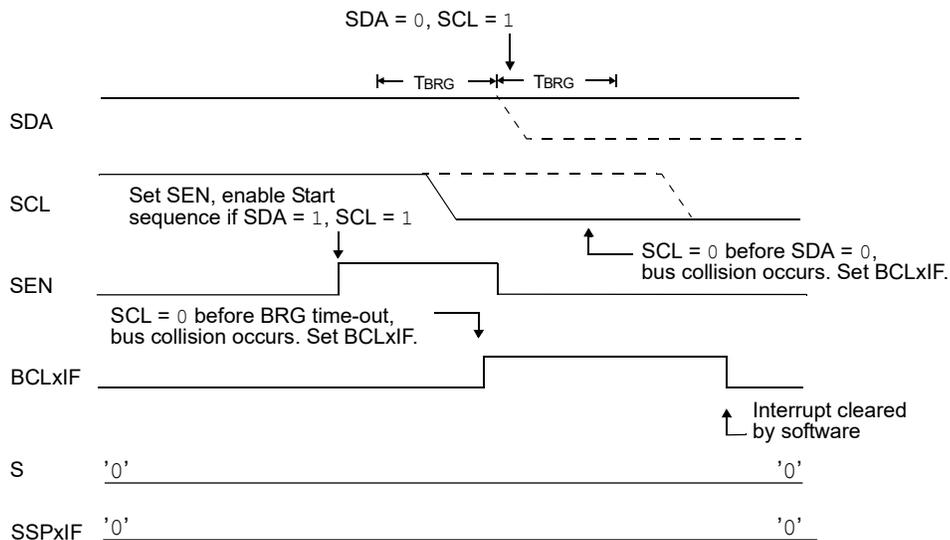 SDA = 0, SCL = 1
TBRG TBRG
SDA
SCL
Set SEN, enable Start
sequence if SDA = 1, SCL = 1
SCL = 0 before SDA = 0,
bus collision occurs. Set BCLxIF.
SEN
SCL = 0 before BRG time-out,
bus collision occurs. Set BCLxIF.
BCLxIF
Interrupt cleared
by software
S '0' '0'
SSPxIF '0' '0'